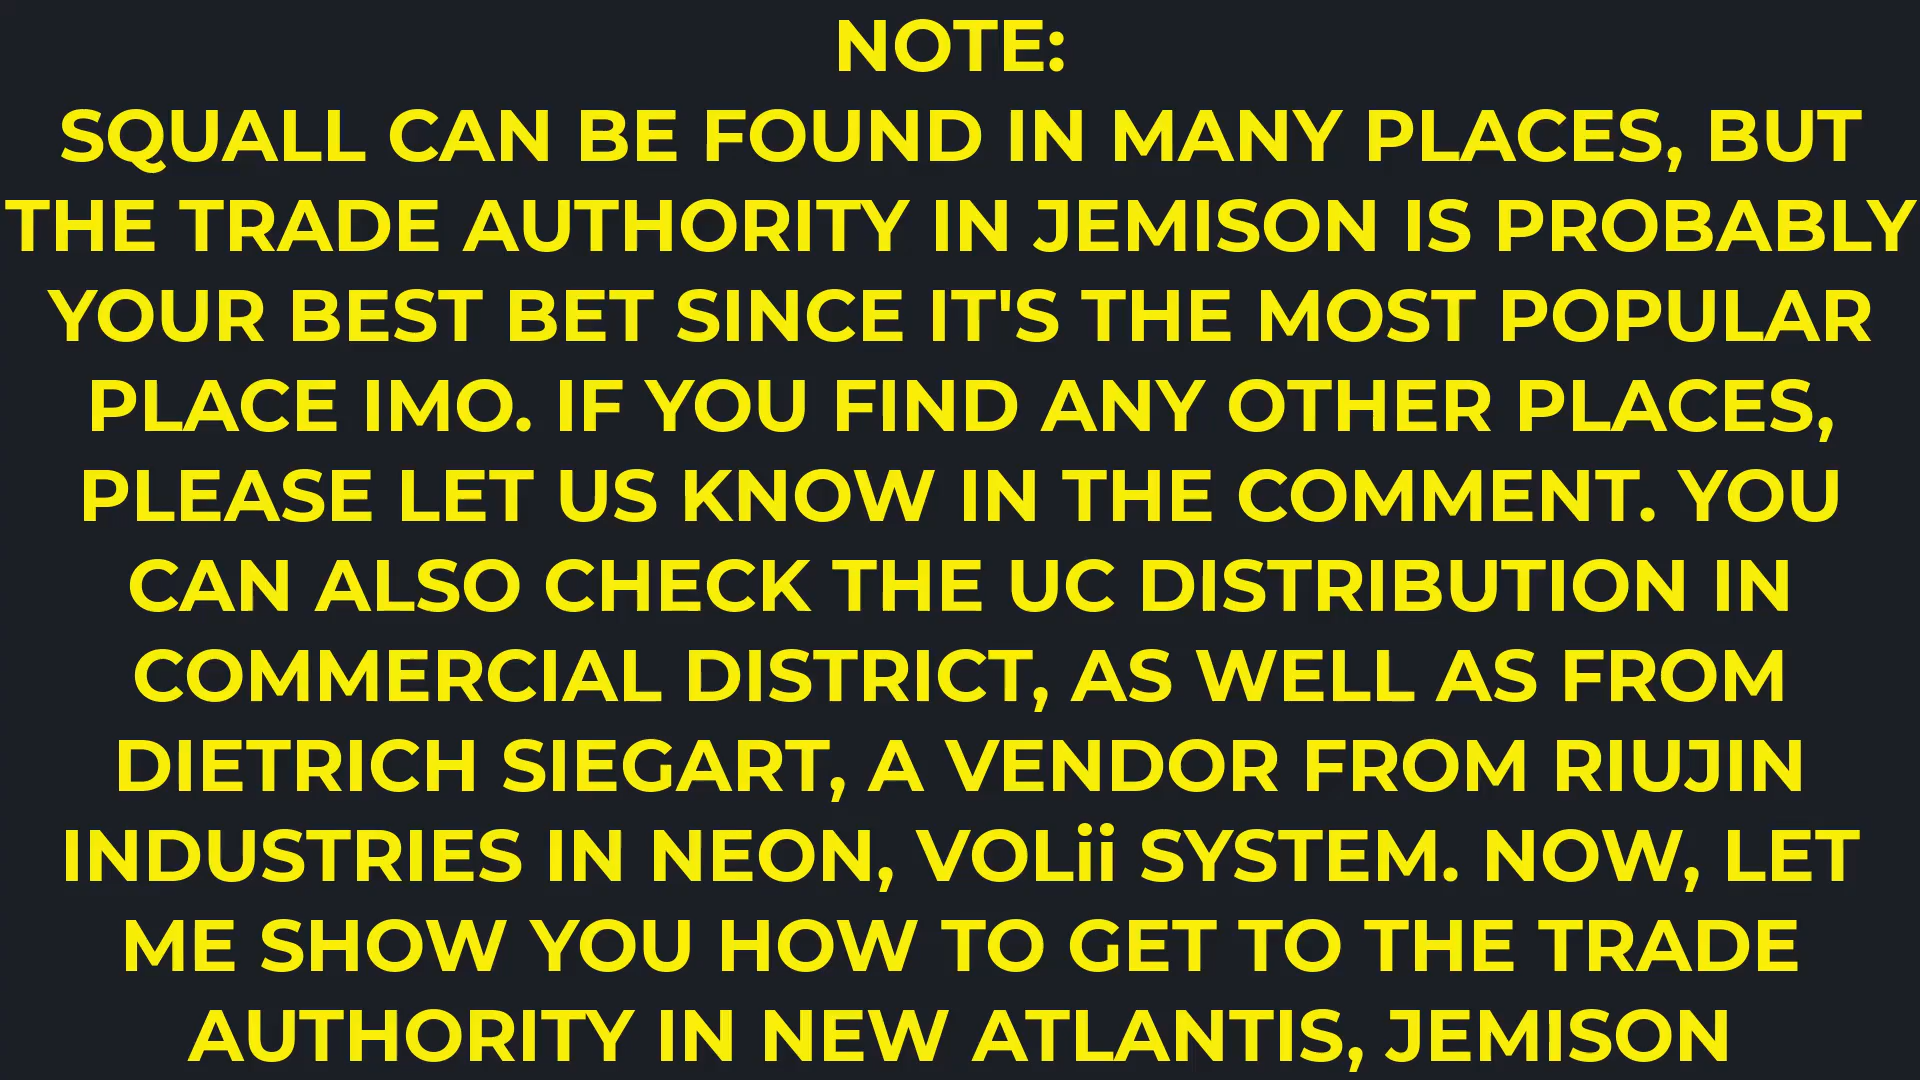 NOTE:
SQUALL CAN BE FOUND IN MANY PLACES, BUT
THE TRADE AUTHORITY IN JEMISON IS PROBABLY
YOUR BEST BET SINCE IT'S THE MOST POPULAR
PLACE IMO. IF YOU FIND ANY OTHER PLACES,
PLEASE LET US KNOW IN THE COMMENT. YOU
CAN ALSO CHECK THE UC DISTRIBUTION IN
COMMERCIAL DISTRICT, AS WELL AS FROM
DIETRICH SIEGART, A VENDOR FROM RIUJIN
INDUSTRIES IN NEON, VOLii SYSTEM. NOW, LET
ME SHOW YOU HOW TO GET TO THE TRADE
AUTHORITY IN NEW ATLANTIS, JEMISON